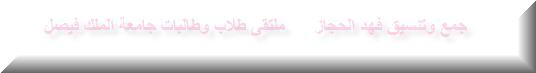 جمع وتنسيق فهد الحجاز ملتقى طلاب وطالبات جامعة الملك فيصل